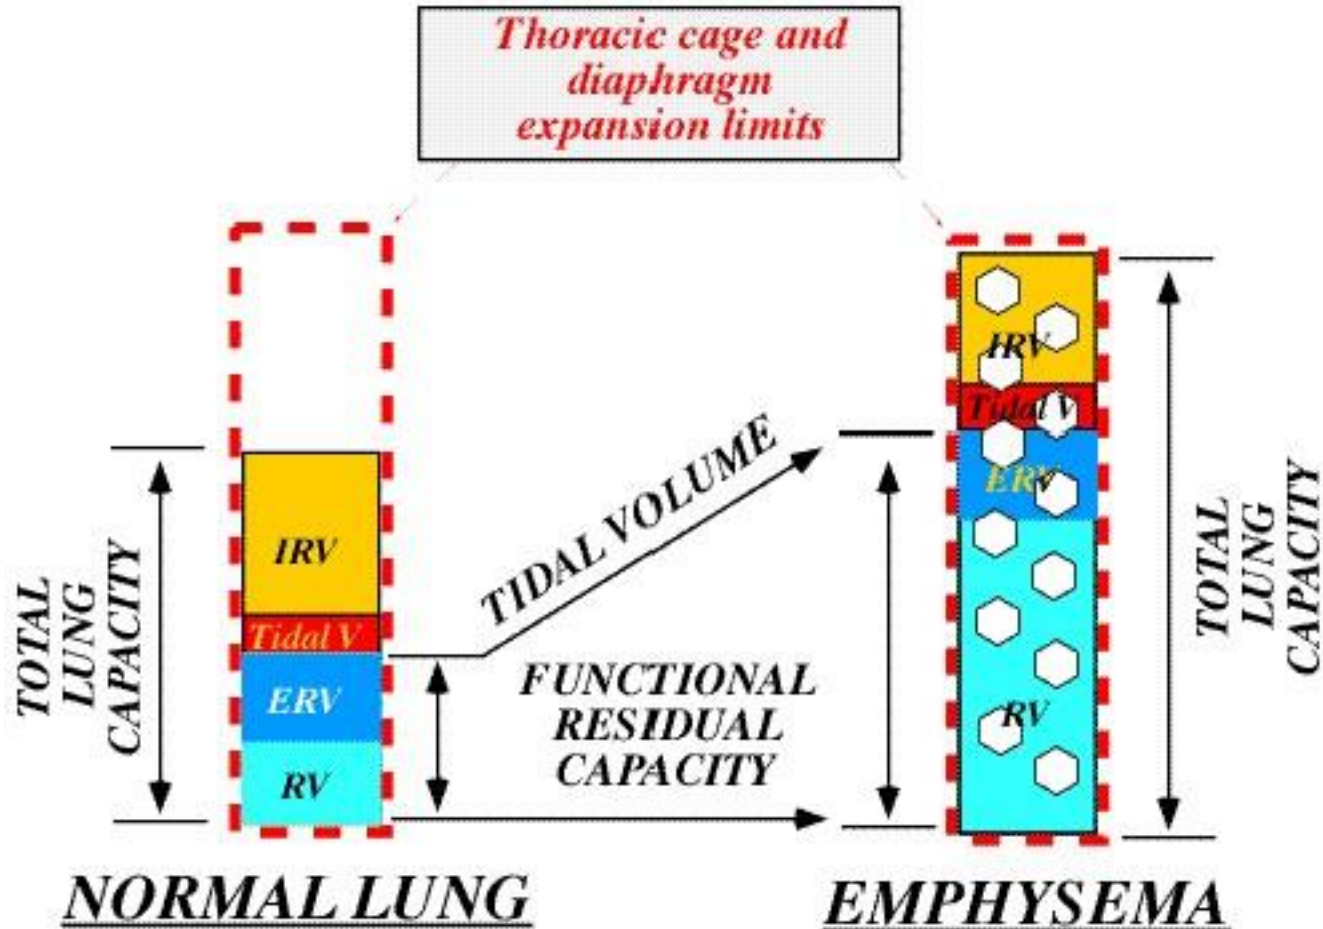 Thoracic cage and
diaphragm
expansion limits
TOTAL
LUNG
CAPACITY
IRV
Tidal V
ERV
RV
TIDAL VOLUME
FUNCTIONAL
RESIDUAL
CAPACITY
IRV
Tidal V
ERV
RV
TOTAL
LUNG
CAPACITY
NORMAL LUNG
EMPHYSEMA